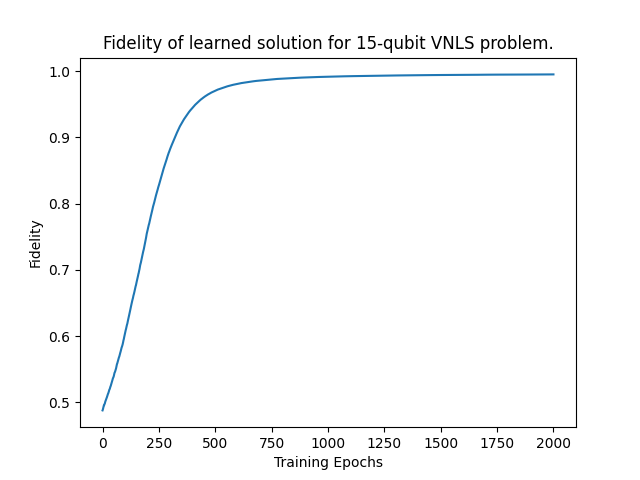 Fidelity of learned solution for 15-qubit VNLS problem.
1.0
0.9
0.8
0.7
0.6
0.5
Fidelity
0 250 500 750 1000 1250 1500 1750 2000
Training Epochs